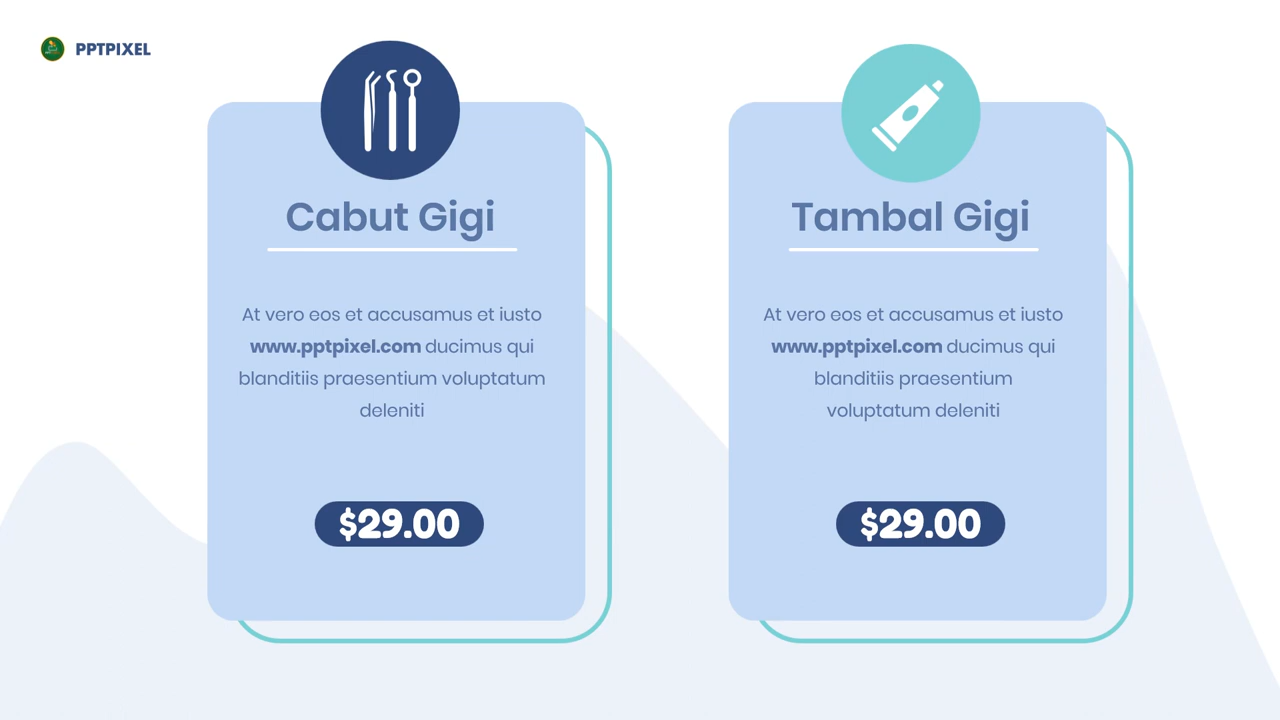 PPTPIXEL
Cabut Gigi
At vero eos et accusamus et iusto
www.pptpixel.com ducimus qui
blanditiis praesentium voluptatum
deleniti
$29.00
Tambal Gigi
At vero eos et accusamus et iusto
www.pptpixel.com ducimus qui
blanditiis praesentium
voluptatum deleniti
$29.00